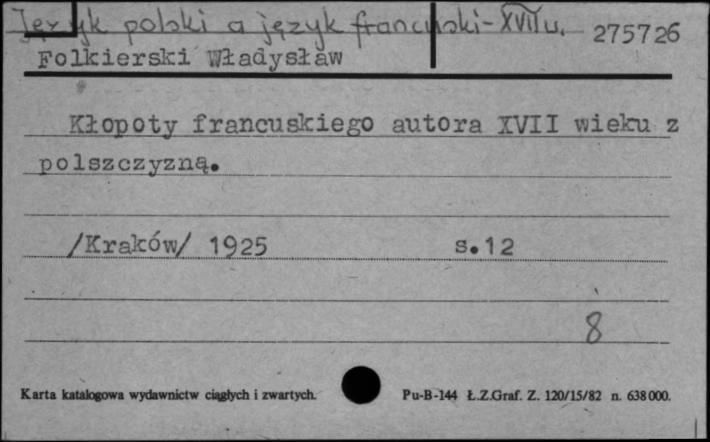 Język polski a język francuski - XVII w. 275726
Folkierski Władysław
Kłopoty francuskiego autora XVII wieku z
polszczyzną.
/Kraków/ 1925 s.12
8
Karta katalogowa wydawnictw ciągłych i zwartych. Pu-B-144 Ł.Z.Graf. Z. 120/15/82 n. 638000.